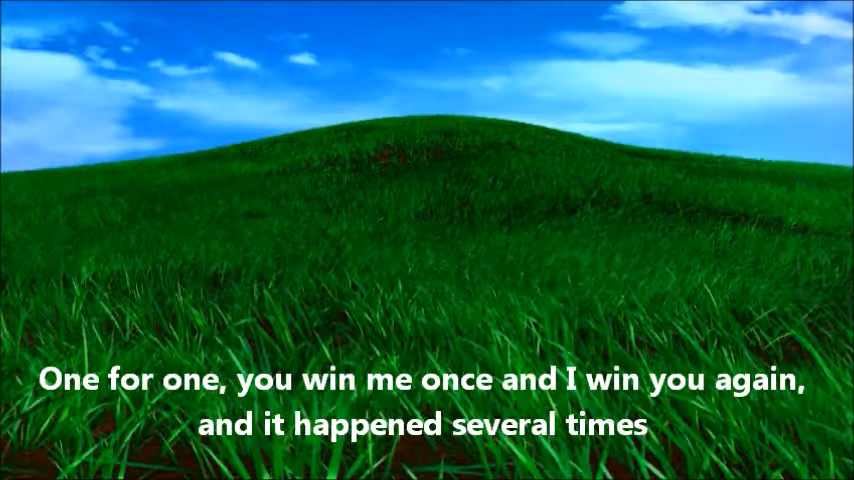 One for one, you win me once and I win you again,
and it happened several times